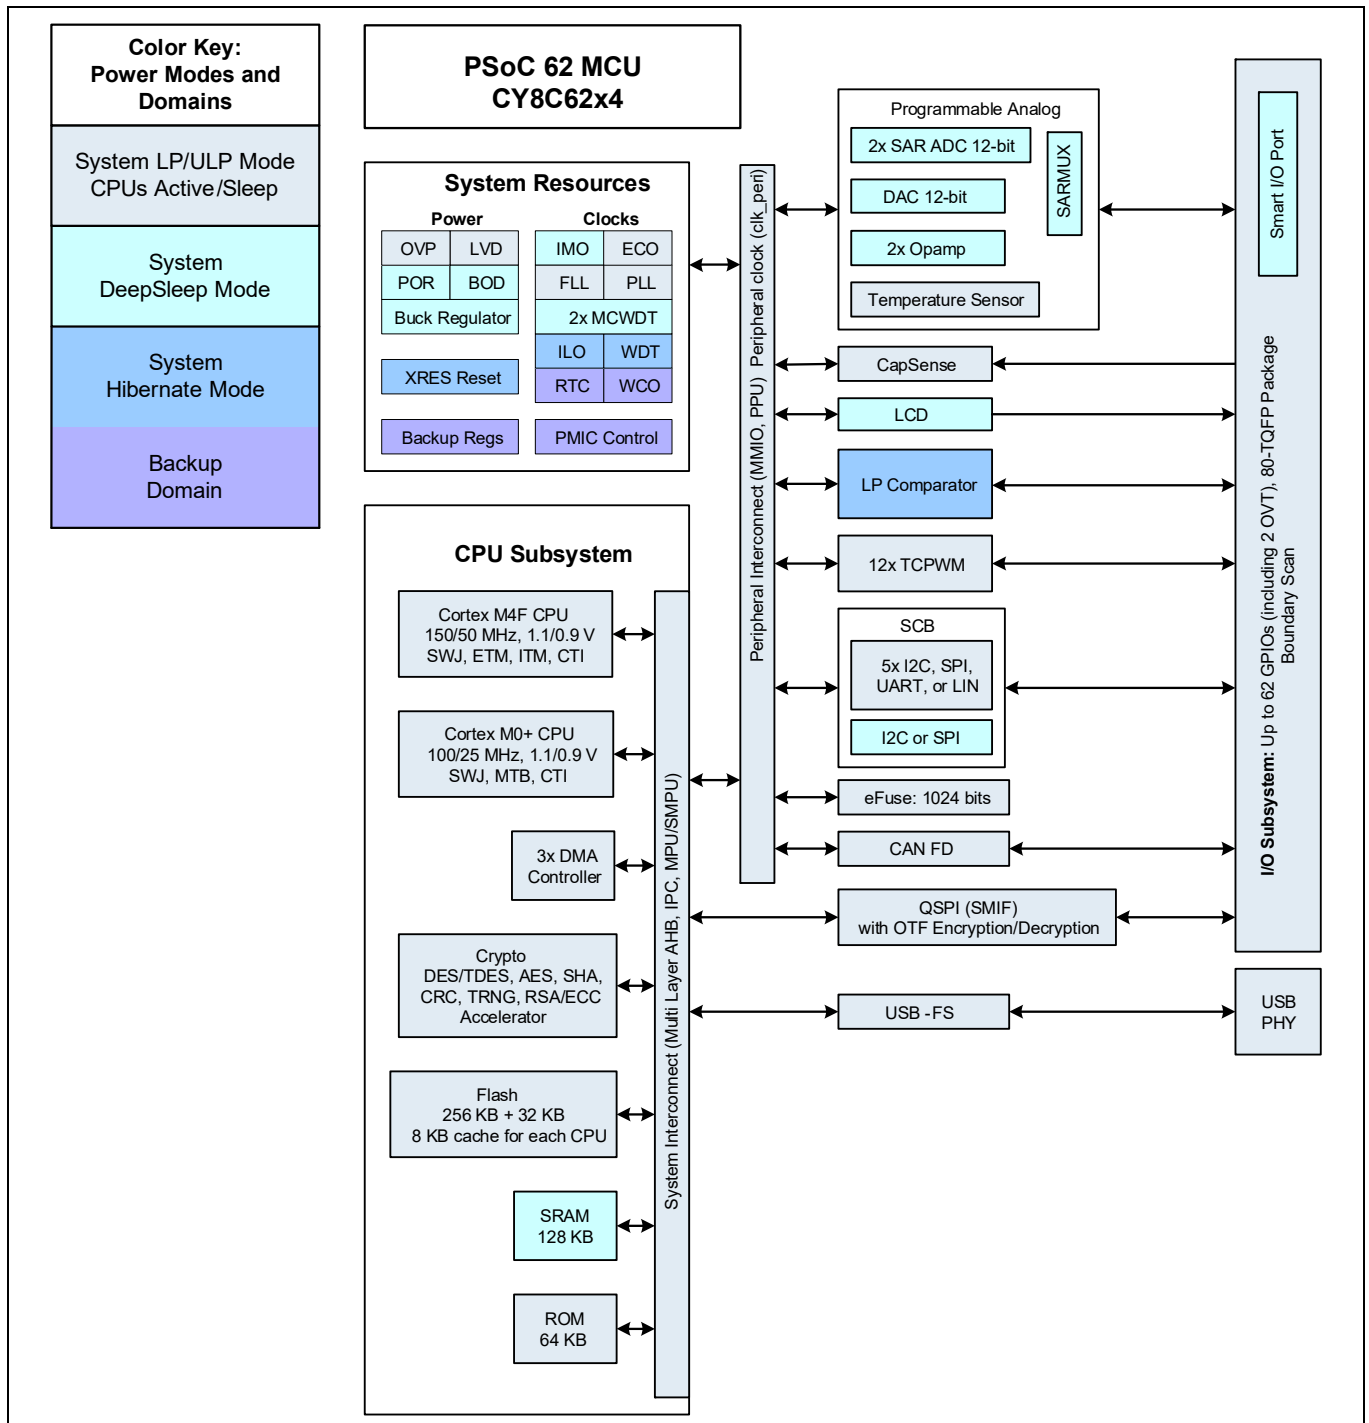 Color Key:
Power Modes and
Domains
System LP/ULP Mode
CPUs Active/Sleep
System
DeepSleep Mode
System
Hibernate Mode
Backup
Domain
PSoC 62 MCU
CY8C62x4
System Resources
Power
Clocks
OVP
LVD
IMO
ECO
POR
BOD
FLL
PLL
Buck Regulator
2x MCWDT
ILO
WDT
XRES Reset
RTC
WCO
Backup Regs
PMIC Control
CPU Subsystem
Cortex M4F CPU
150/50 MHz, 1.1/0.9 V
SWJ, ETM, ITM, CTI
Cortex M0+ CPU
100/25 MHz, 1.1/0.9 V
SWJ, MTB, CTI
3x DMA
Controller
Crypto
DES/TDES, AES, SHA,
CRC, TRNG, RSA/ECC
Accelerator
Flash
256 KB + 32 KB
8 KB cache for each CPU
SRAM
128 KB
ROM
64 KB
System Interconnect (Multi Layer AHB, IPC, MPU/SMPU)
Peripheral Interconnect (MMIO, PPU) Peripheral clock (clk_peri)
Programmable Analog
2x SAR ADC 12-bit
DAC 12-bit
2x Opamp
Temperature Sensor
SARMUX
CapSense
LCD
LP Comparator
12x TCPWM
SCB
5x I2C, SPI,
UART, or LIN
I2C or SPI
eFuse: 1024 bits
CAN FD
QSPI (SMIF)
with OTF Encryption/Decryption
USB -FS
Smart I/O Port
I/O Subsystem: Up to 62 GPIOs (including 2 OVT), 80-TQFP Package
Boundary Scan
USB
PHY